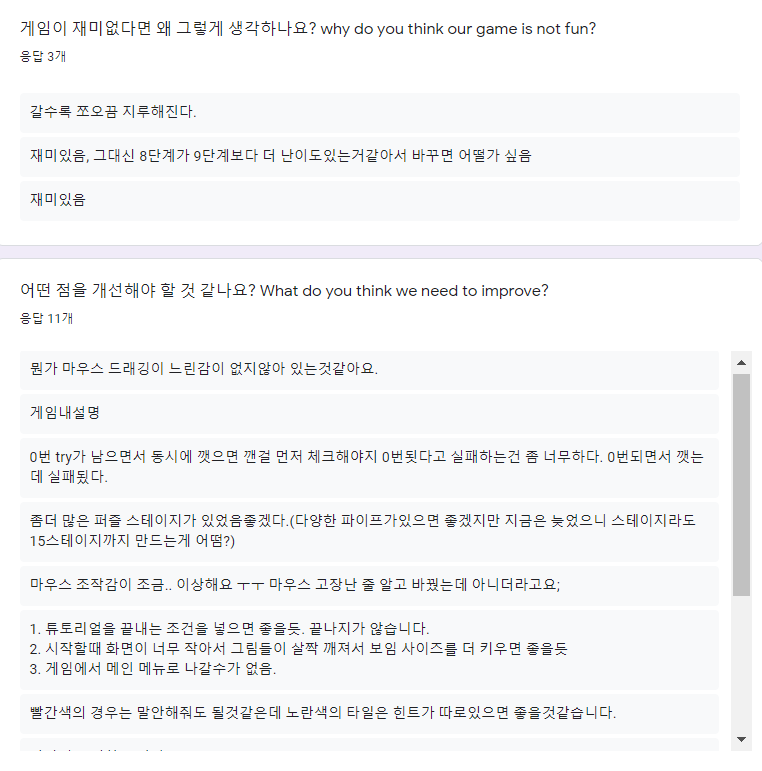 게임이 재미없다면 왜 그렇게 생각하나요? why do you think our game is not fun?
응답 3개
갈수록 쪼오끔 지루해진다.
재미있음, 그대신 8단계가 9단계보다 더 난이도있는거같아서 바꾸면 어떨가 싶음
재미있음
어떤 점을 개선해야 할 것 같나요? What do you think we need to improve?
응답 11개
뭔가 마우스 드래깅이 느린감이 없지않아 있는것같아요.
게임내설명
0번 try가 남으면서 동시에 깻으면 깬걸 먼저 체크해야지 0번됫다고 실패하는건 좀 너무하다. 0번되면서 깻는
데 실패됬다.
좀더 많은 퍼즐 스테이지가 있었음좋겠다.(다양한 파이프가있으면 좋겠지만 지금은 늦었으니 스테이지라도
15스테이지까지 만드는게 어떰?)
마우스 조작감이 조금.. 이상해요 ㅜㅜ 마우스 고장난 줄 알고 바꿨는데 아니더라고요;
1. 튜토리얼을 끝내는 조건을 넣으면 좋을듯. 끝나지가 않습니다.
2. 시작할때 화면이 너무 작아서 그림들이 살짝 깨져서 보임 사이즈를 더 키우면 좋을듯
3. 게임에서 메인 메뉴로 나갈수가 없음.
빨간색의 경우는 말안해줘도 될것같은데 노란색의 타일은 힌트가 따로있으면 좋을것같습니다.